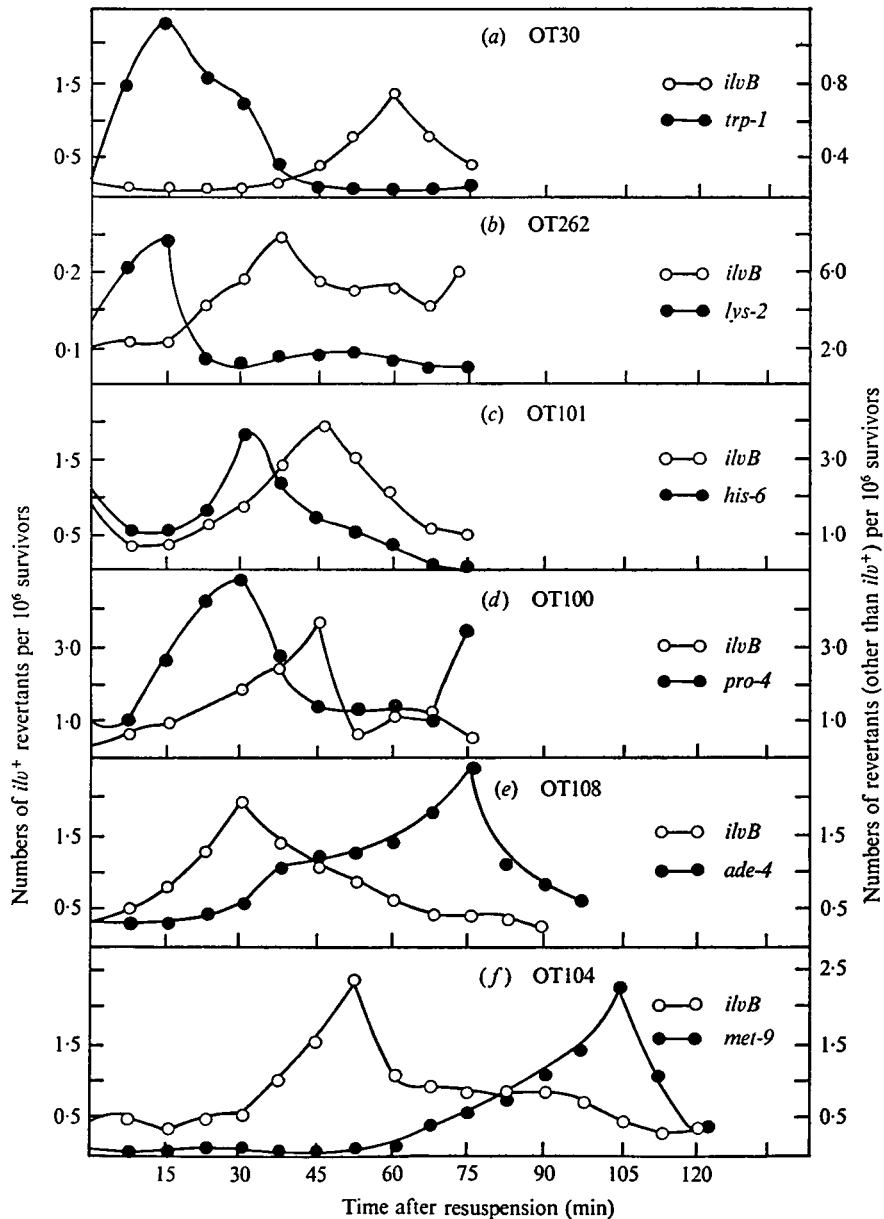 (a) OT30
1·5
0·5
0·8
0·4
ilvB
trp-1
(b) OT262
0·2
0·1
6·0
2·0
ilvB
lys-2
(c) OT101
1·5
0·5
3·0
1·0
ilvB
his-6
(d) OT100
3·0
1·0
3·0
1·0
ilvB
pro-4
(e) OT108
1·5
0·5
1·5
0·5
ilvB
ade-4
(f) OT104
1·5
0·5
2·5
1·5
0·5
ilvB
met-9
15 30 45 60 75 90 105 120
Time after resuspension (min)
Numbers of ilv+ revertants per 10⁶ survivors
Numbers of revertants (other than ilv+) per 10⁶ survivors